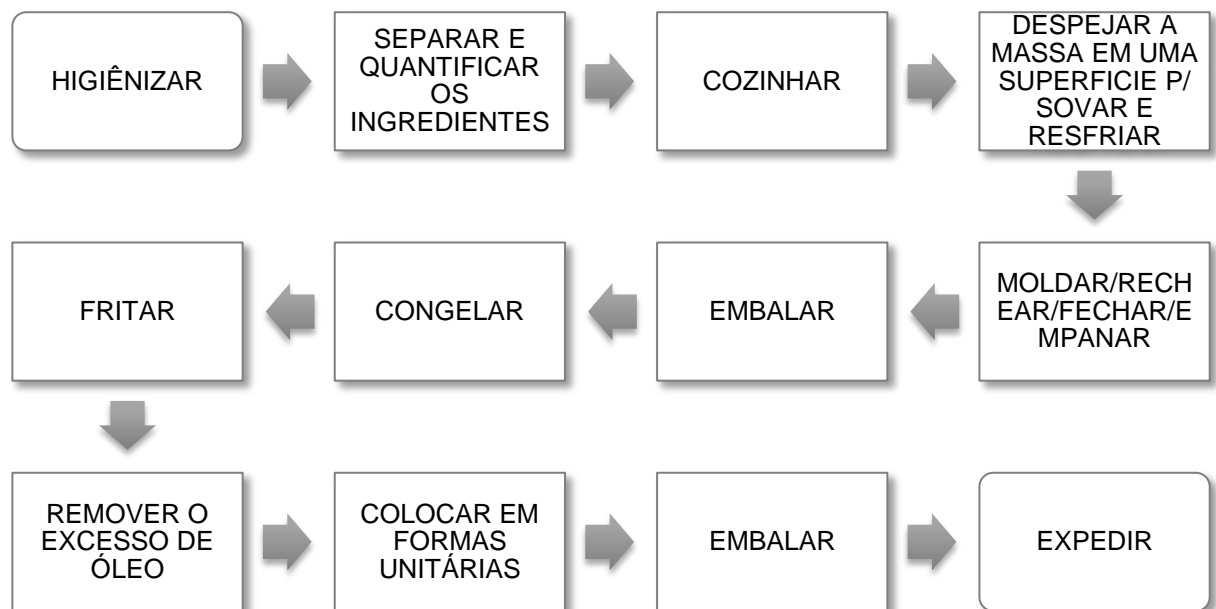 HIGIÊNIZAR
SEPARAR E
QUANTIFICAR
OS
INGREDIENTES
COZINHAR
DESPEJAR A
MASSA EM UMA
SUPERFICIE P/
SOVAR E
RESFRIAR
MOLDAR/RECH
EAR/FECHAR/E
MPANAR
EMBALAR
CONGELAR
FRITAR
REMOVER O
EXCESSO DE
ÓLEO
COLOCAR EM
FORMAS
UNITÁRIAS
EMBALAR
EXPEDIR